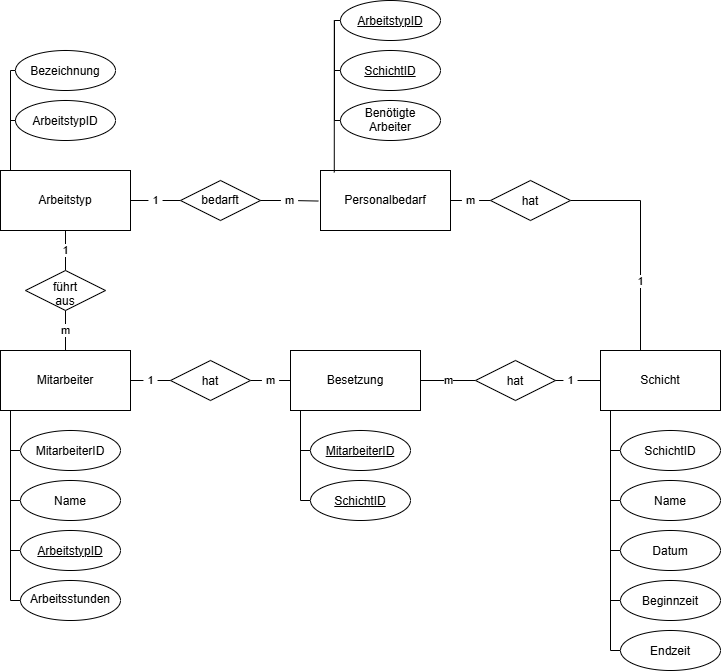 ArbeitstypID
Bezeichnung
SchichtID
ArbeitstypID
Benötigte
Arbeiter
Arbeitstyp
1
bedarft
m
Personalbedarf
m
hat
1
führt
aus
1
m
Mitarbeiter
1
hat
m
Besetzung
m
hat
1
Schicht
MitarbeiterID
Name
ArbeitstypID
Arbeitsstunden
MitarbeiterID
SchichtID
SchichtID
Name
Datum
Beginnzeit
Endzeit